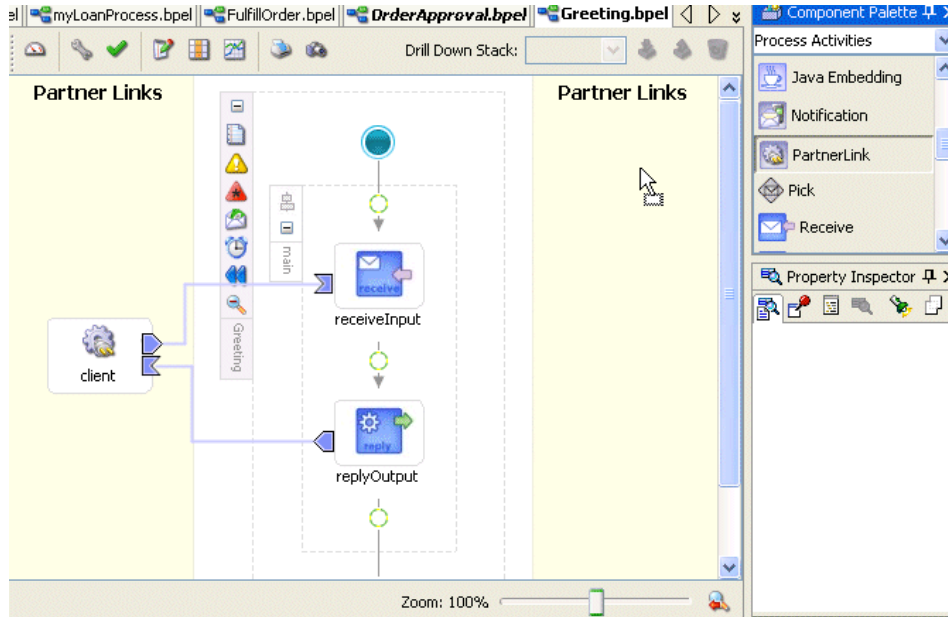 el
myLoanProcess.bpel
FulfillOrder.bpel
OrderApproval.bpel
Greeting.bpel
Component Palette
Drill Down Stack:
Process Activities
Partner Links
Partner Links
Java Embedding
Notification
PartnerLink
Pick
Receive
main
receive
receiveInput
Property Inspector
Greeting
client
reply
replyOutput
Zoom: 100%